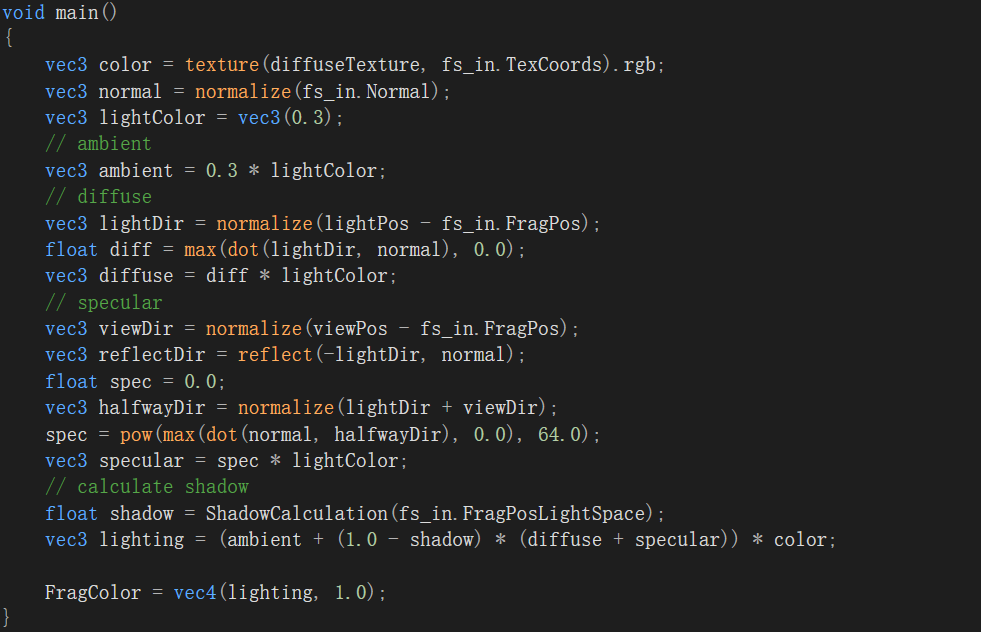 void main()
{
    vec3 color = texture(diffuseTexture, fs_in.TexCoords).rgb;
    vec3 normal = normalize(fs_in.Normal);
    vec3 lightColor = vec3(0.3);
    // ambient
    vec3 ambient = 0.3 * lightColor;
    // diffuse
    vec3 lightDir = normalize(lightPos - fs_in.FragPos);
    float diff = max(dot(lightDir, normal), 0.0);
    vec3 diffuse = diff * lightColor;
    // specular
    vec3 viewDir = normalize(viewPos - fs_in.FragPos);
    vec3 reflectDir = reflect(-lightDir, normal);
    float spec = 0.0;
    vec3 halfwayDir = normalize(lightDir + viewDir);
    spec = pow(max(dot(normal, halfwayDir), 0.0), 64.0);
    vec3 specular = spec * lightColor;
    // calculate shadow
    float shadow = ShadowCalculation(fs_in.FragPosLightSpace);
    vec3 lighting = (ambient + (1.0 - shadow) * (diffuse + specular)) * color;

    FragColor = vec4(lighting, 1.0);
}